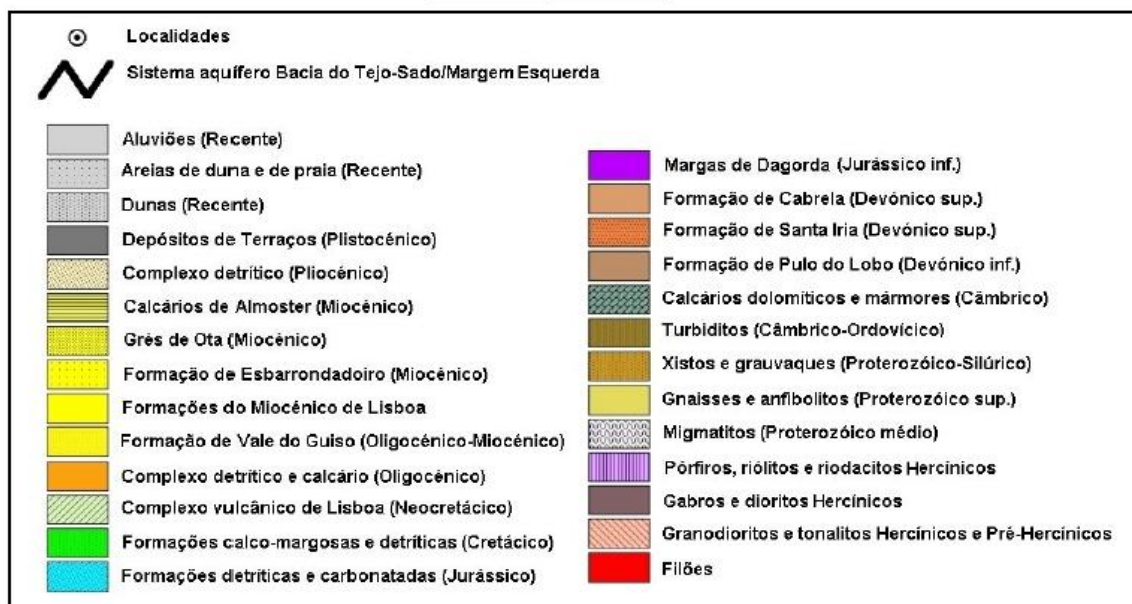 Localidades
Sistema aquífero Bacia do Tejo-Sado/Margem Esquerda
Aluviões (Recente)
Areias de duna e de praia (Recente)
Dunas (Recente)
Depósitos de Terraços (Plistocénico)
Complexo detrítico (Pliocénico)
Calcários de Almoster (Miocénico)
Grés de Ota (Miocénico)
Formação de Esbarrondadoiro (Miocénico)
Formações do Miocénico de Lisboa
Formação de Vale do Guiso (Oligocénico-Miocénico)
Complexo detrítico e calcário (Oligocénico)
Complexo vulcânico de Lisboa (Neocretácico)
Formações calco-margosas e detríticas (Cretácico)
Formações detríticas e carbonatadas (Jurássico)
Margas de Dagorda (Jurássico inf.)
Formação de Cabrela (Devónico sup.)
Formação de Santa Iria (Devónico sup.)
Formação de Pulo do Lobo (Devónico inf.)
Calcários dolomíticos e mármores (Câmbrico)
Turbiditos (Câmbrico-Ordovícico)
Xistos e grauvaques (Proterozóico-Silúrico)
Gnaisses e anfibolitos (Proterozóico sup.)
Migmatitos (Proterozóico médio)
Pórfiros, riólitos e riodacitos Hercínicos
Gabros e dioritos Hercínicos
Granodioritos e tonalitos Hercínicos e Pré-Hercínicos
Filões